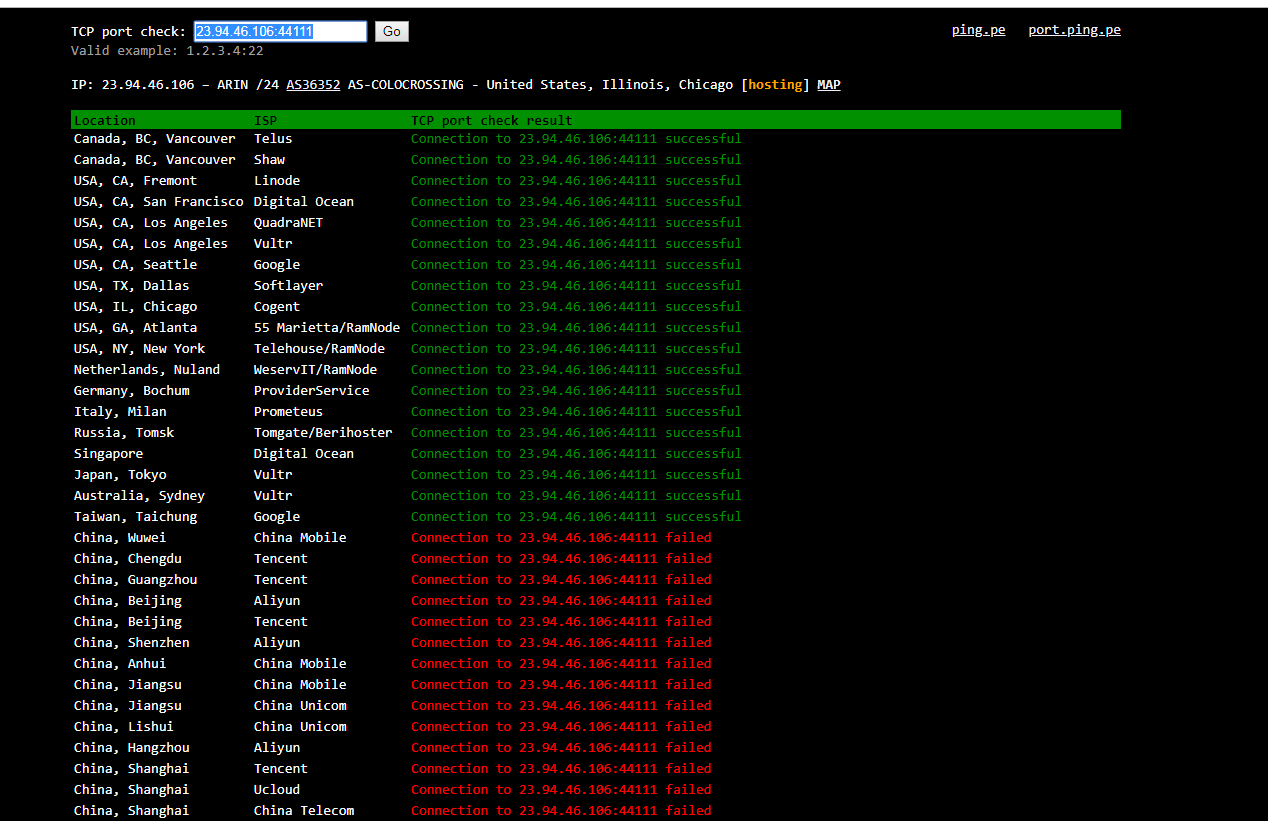 TCP port check: 23.94.46.106:44111 Go ping.pe port.ping.pe
Valid example: 1.2.3.4:22
IP: 23.94.46.106 – ARIN /24 AS36352 AS-COLOCROSSING - United States, Illinois, Chicago [hosting] MAP
Location ISP TCP port check result
Canada, BC, Vancouver Telus Connection to 23.94.46.106:44111 successful
Canada, BC, Vancouver Shaw Connection to 23.94.46.106:44111 successful
USA, CA, Fremont Linode Connection to 23.94.46.106:44111 successful
USA, CA, San Francisco Digital Ocean Connection to 23.94.46.106:44111 successful
USA, CA, Los Angeles QuadraNET Connection to 23.94.46.106:44111 successful
USA, CA, Los Angeles Vultr Connection to 23.94.46.106:44111 successful
USA, CA, Seattle Google Connection to 23.94.46.106:44111 successful
USA, TX, Dallas Softlayer Connection to 23.94.46.106:44111 successful
USA, IL, Chicago Cogent Connection to 23.94.46.106:44111 successful
USA, GA, Atlanta 55 Marietta/RamNode Connection to 23.94.46.106:44111 successful
USA, NY, New York Telehouse/RamNode Connection to 23.94.46.106:44111 successful
Netherlands, Nuland WeservIT/RamNode Connection to 23.94.46.106:44111 successful
Germany, Bochum ProviderService Connection to 23.94.46.106:44111 successful
Italy, Milan Prometeus Connection to 23.94.46.106:44111 successful
Russia, Tomsk Tomgate/Berihoster Connection to 23.94.46.106:44111 successful
Singapore Digital Ocean Connection to 23.94.46.106:44111 successful
Japan, Tokyo Vultr Connection to 23.94.46.106:44111 successful
Australia, Sydney Vultr Connection to 23.94.46.106:44111 successful
Taiwan, Taichung Google Connection to 23.94.46.106:44111 successful
China, Wuwei China Mobile Connection to 23.94.46.106:44111 failed
China, Chengdu Tencent Connection to 23.94.46.106:44111 failed
China, Guangzhou Tencent Connection to 23.94.46.106:44111 failed
China, Beijing Aliyun Connection to 23.94.46.106:44111 failed
China, Beijing Tencent Connection to 23.94.46.106:44111 failed
China, Shenzhen Aliyun Connection to 23.94.46.106:44111 failed
China, Anhui China Mobile Connection to 23.94.46.106:44111 failed
China, Jiangsu China Mobile Connection to 23.94.46.106:44111 failed
China, Jiangsu China Unicom Connection to 23.94.46.106:44111 failed
China, Lishui China Unicom Connection to 23.94.46.106:44111 failed
China, Hangzhou Aliyun Connection to 23.94.46.106:44111 failed
China, Shanghai Tencent Connection to 23.94.46.106:44111 failed
China, Shanghai Ucloud Connection to 23.94.46.106:44111 failed
China, Shanghai China Telecom Connection to 23.94.46.106:44111 failed